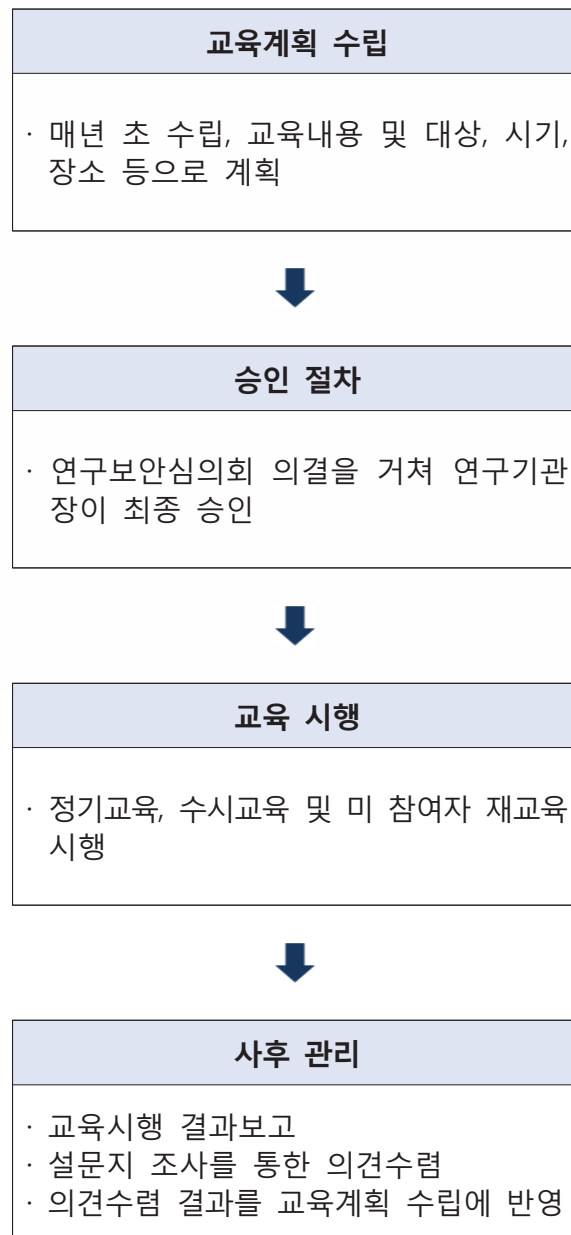 교육계획 수립
· 매년 초 수립, 교육내용 및 대상, 시기,
장소 등으로 계획
승인 절차
· 연구보안심의회 의결을 거쳐 연구기관
장이 최종 승인
교육 시행
· 정기교육, 수시교육 및 미 참여자 재교육
시행
사후 관리
· 교육시행 결과보고
· 설문지 조사를 통한 의견수렴
· 의견수렴 결과를 교육계획 수립에 반영